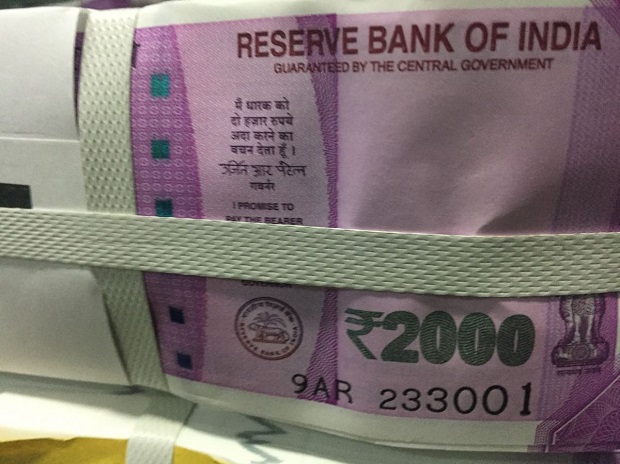 RESERVE BANK OF INDIA
GUARANTEED BY THE CENTRAL GOVERNMENT
मैं धारक को
दो हज़ार रुपये
अदा करने का
वचन देता हूँ ।
उर्जित आर पटेल
गवर्नर
I PROMISE TO
PAY THE BEARER
GOVERNOR
₹2000
9AR 233001